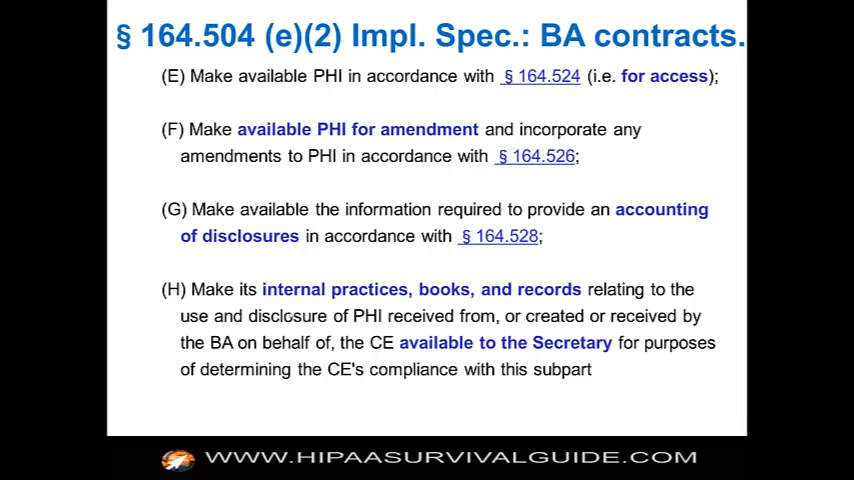 § 164.504 (e)(2) Impl. Spec.: BA contracts.
(E) Make available PHI in accordance with § 164.524 (i.e. for access);
(F) Make available PHI for amendment and incorporate any
amendments to PHI in accordance with § 164.526;
(G) Make available the information required to provide an accounting
of disclosures in accordance with § 164.528;
(H) Make its internal practices, books, and records relating to the
use and disclosure of PHI received from, or created or received by
the BA on behalf of, the CE available to the Secretary for purposes
of determining the CE's compliance with this subpart
WWW.HIPAASURVIVALGUIDE.COM